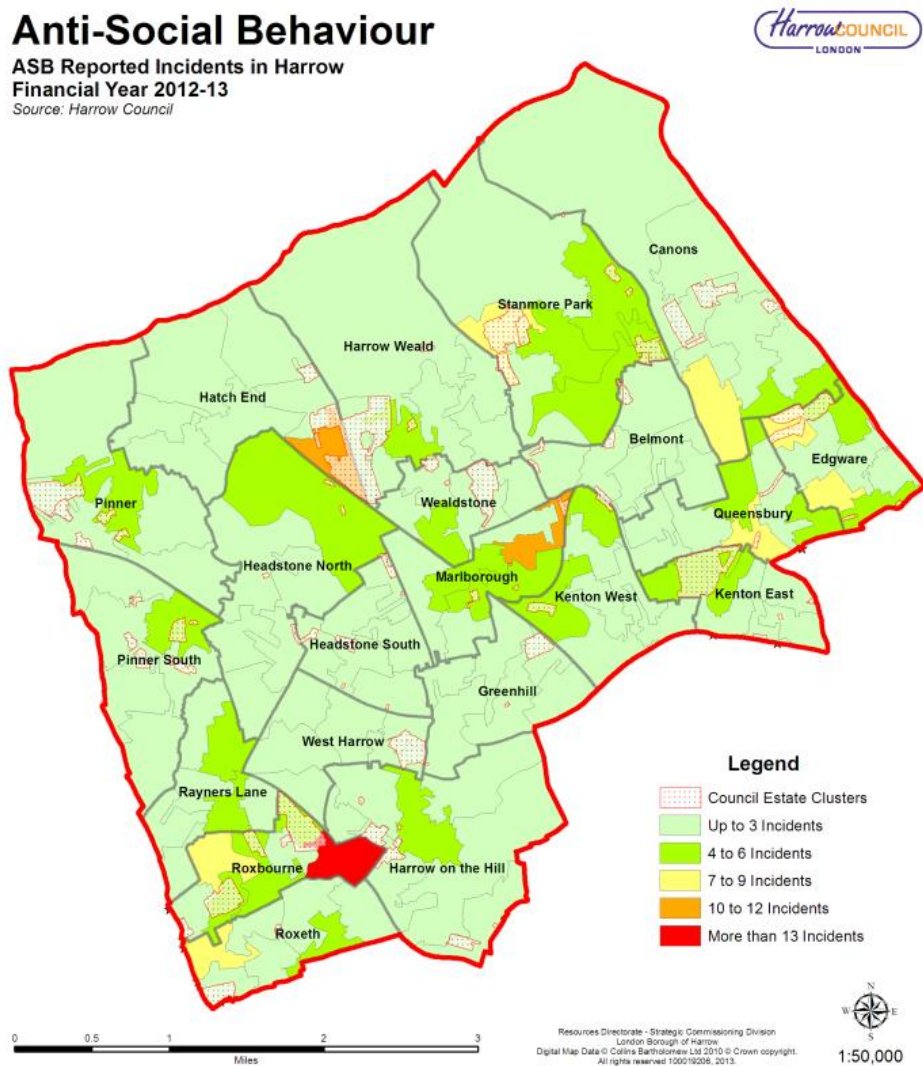 Anti-Social Behaviour
ASB Reported Incidents in Harrow
Financial Year 2012-13
Source: Harrow Council
HarrowCOUNCIL
LONDON
Canons
Stanmore Park
Harrow Weald
Hatch End
Belmont
Edgware
Pinner
Wealdstone
Queensbury
Headstone North
Marlborough
Kenton West
Kenton East
Headstone South
Pinner South
Greenhill
West Harrow
Rayners Lane
Roxbourne
Harrow on the Hill
Roxeth
Legend
Council Estate Clusters
Up to 3 Incidents
4 to 6 Incidents
7 to 9 Incidents
10 to 12 Incidents
More than 13 Incidents
0 0.5 1 2 3
Miles
Resources Directorate - Strategic Commissioning Division
London Borough of Harrow
Digital Map Data © Collins Bartholomew Ltd 2010 © Crown copyright.
All rights reserved 100019206, 2013.
N
W E
S
1:50,000